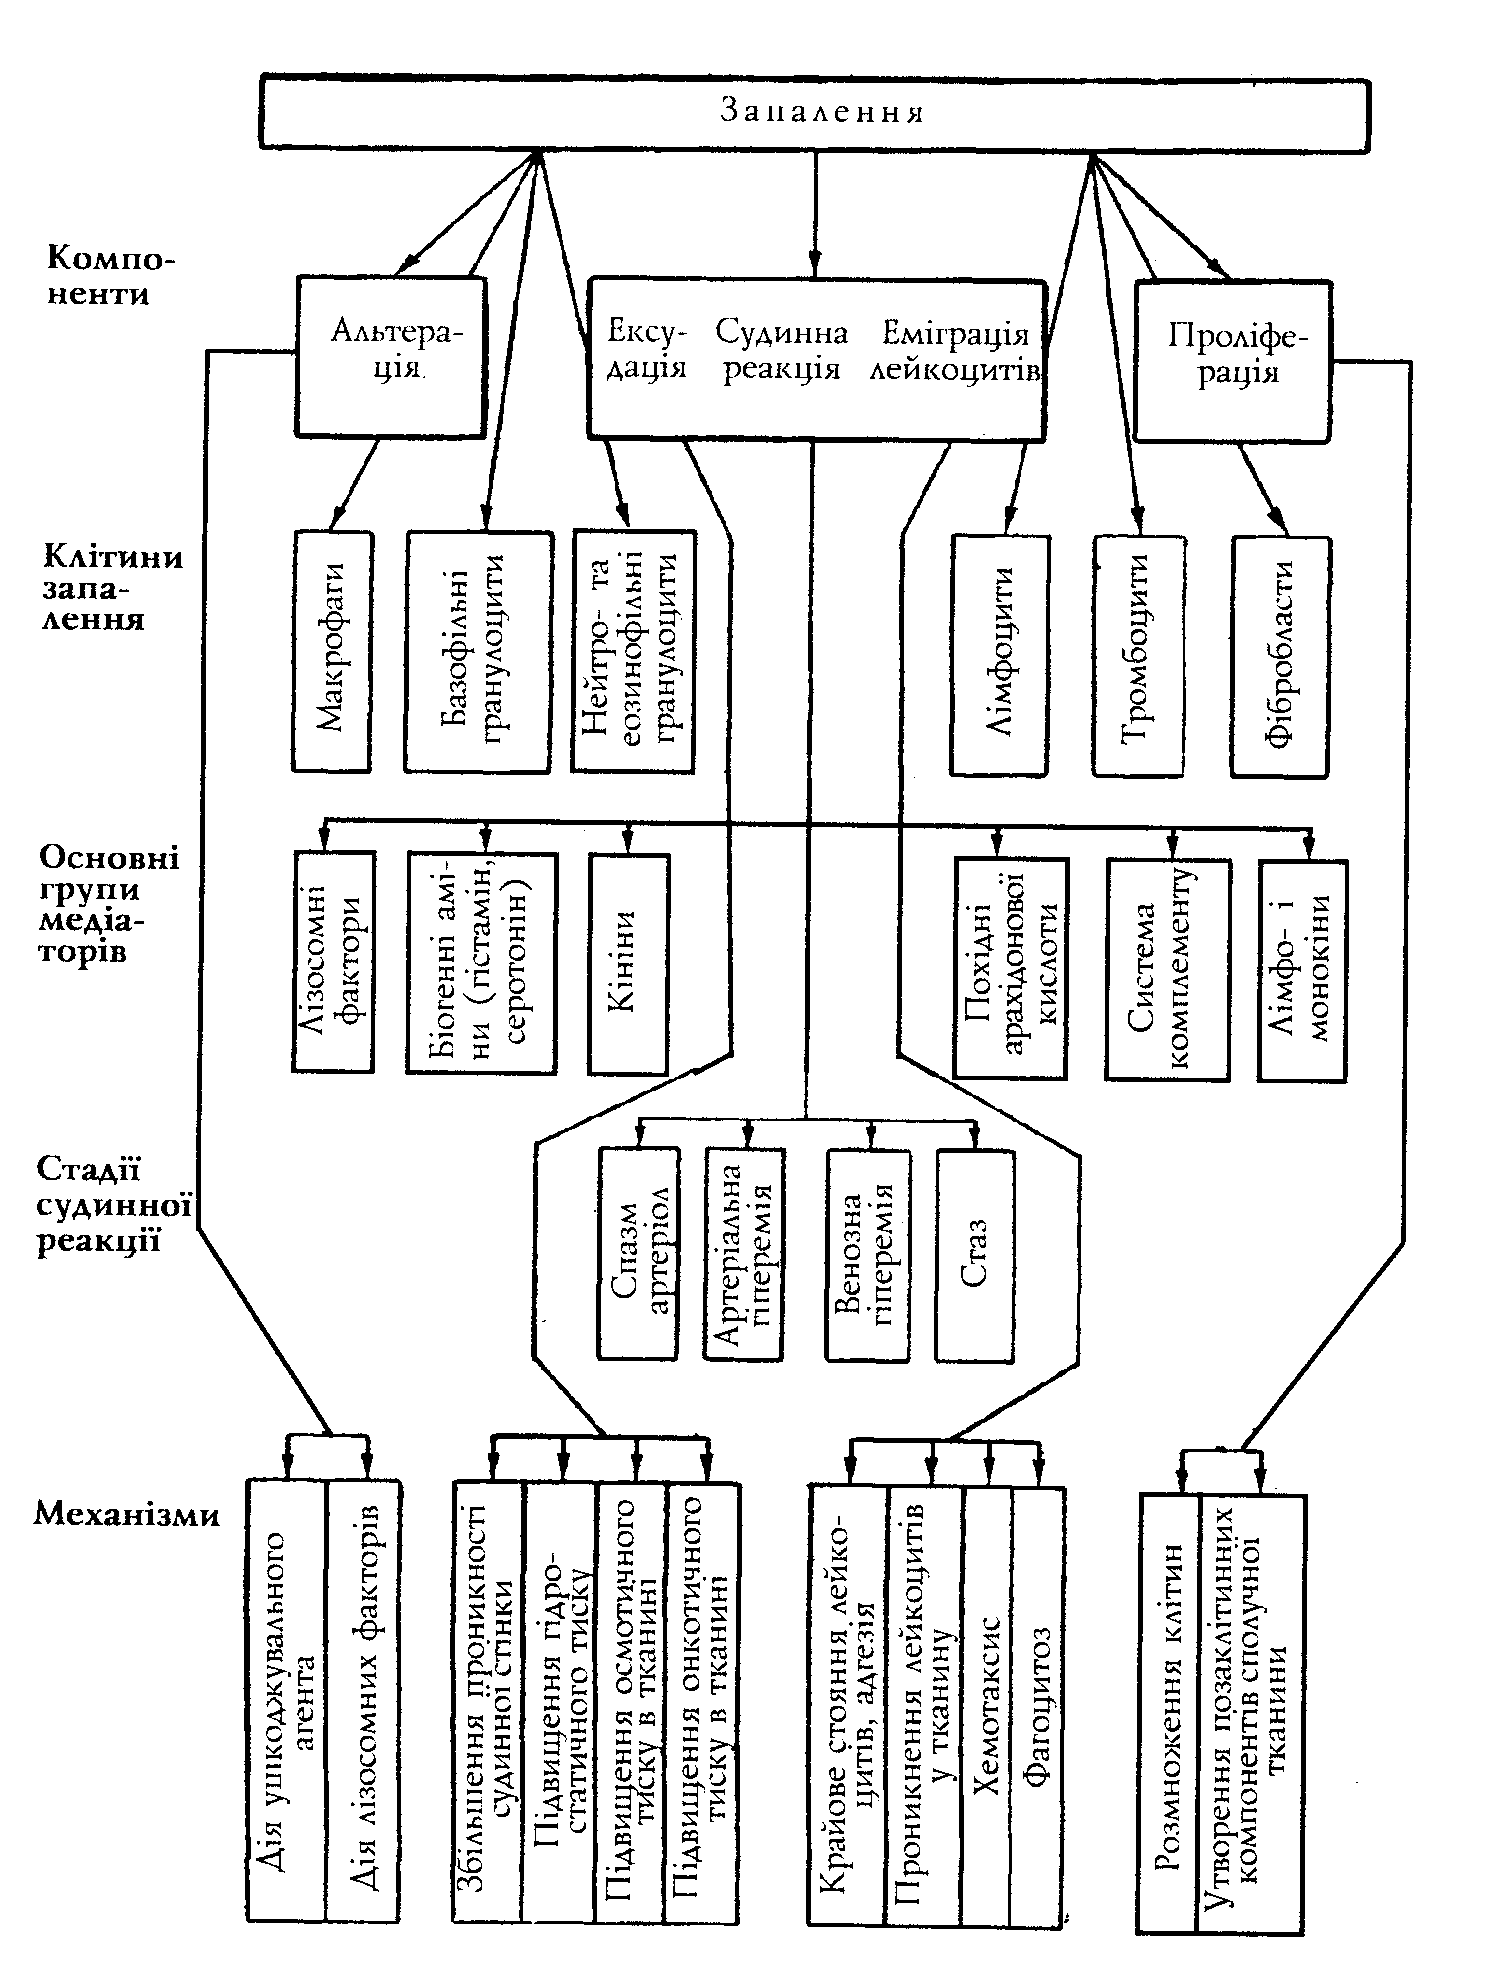 Запалення
Компо-
ненти
Альтера-
ція
Ексу-
дація
Судинна
реакція
Еміграція
лейкоцитів
Проліфе-
рація
Клітини
запа-
лення
Макрофаги
Базофільні
гранулоцити
Нейтро- та
еозинофільні
гранулоцити
Лімфоцити
Тромбоцити
Фібробласти
Основні
групи
медіа-
торів
Лізосомні
фактори
Біогенні амі-
ни (гістамін,
серотонін)
Кініни
Похідні
арахідонової
кислоти
Система
комплементу
Лімфо- і
монокіни
Стадії
судинної
реакції
Спазм
артеріол
Артеріальна
гіперемія
Венозна
гіперемія
Стаз
Механізми
Дія ушкоджувального
агента
Дія лізосомних факторів
Збільшення проникності
судинної стінки
Підвищення гідро-
статичного тиску
Підвищення осмотичного
тиску в тканині
Підвищення онкотичного
тиску в тканині
Крайове стояння лейко-
цитів, адгезія
Проникнення лейкоцитів
у тканину
Хемотаксис
Фагоцитоз
Розмноження клітин
Утворення позаклітинних
компонентів сполучної
тканини